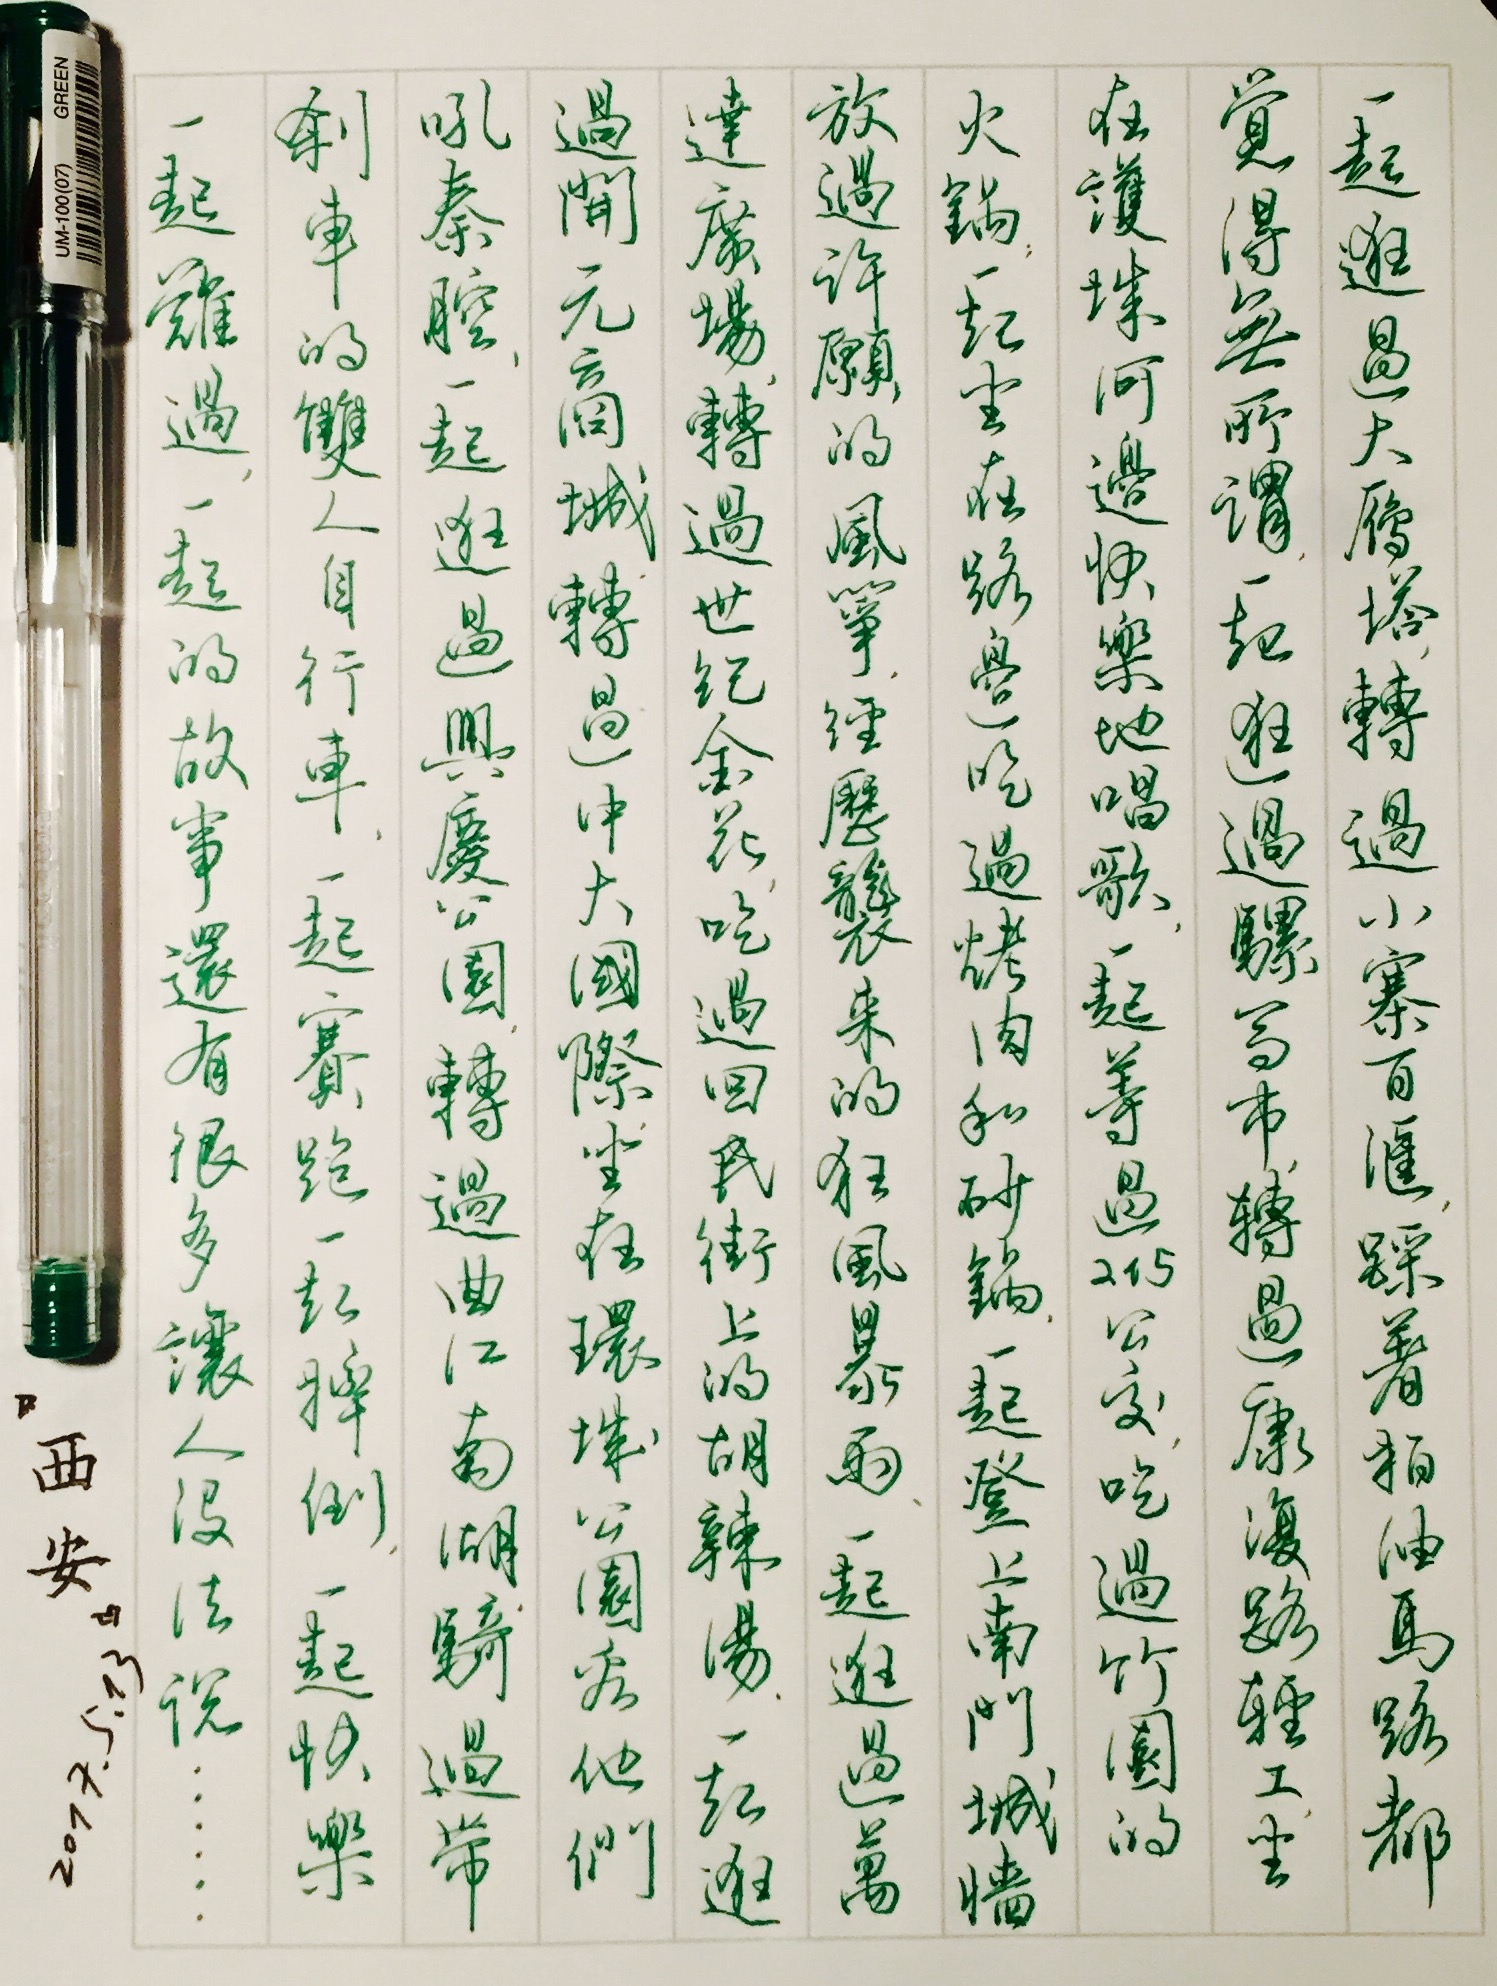 一起逛過大雁塔,轉過小寨百匯,踩着柏油馬路都
覺得無所謂,一起逛過騾馬市,轉過康復路輕工,坐
在護城河邊快樂地唱歌,一起等過215公交,吃過竹園的
火鍋,一起坐在路邊吃過烤肉和砂鍋,一起登上南門城牆
放過許願的風箏,經歷襲来的狂風暴雨,一起逛過萬
達廣場,轉過世紀金花,吃過回民街上的胡辣湯,一起逛
過開元商城,轉過中大國際,坐在環城公園看他們
吼秦腔,一起逛過興慶公園,轉過曲江南湖,騎過帶
刹車的雙人自行車,一起賽跑一起摔倒,一起快樂
一起難過,一起的故事還有很多讓人没法説……
『西安』
2017.5.13
UM-100(07) GREEN